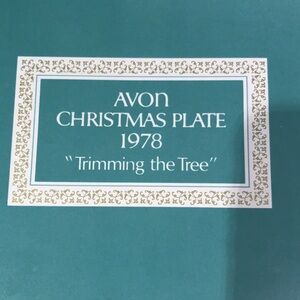 AVON
CHRISTMAS PLATE
1978
"Trimming the Tree"